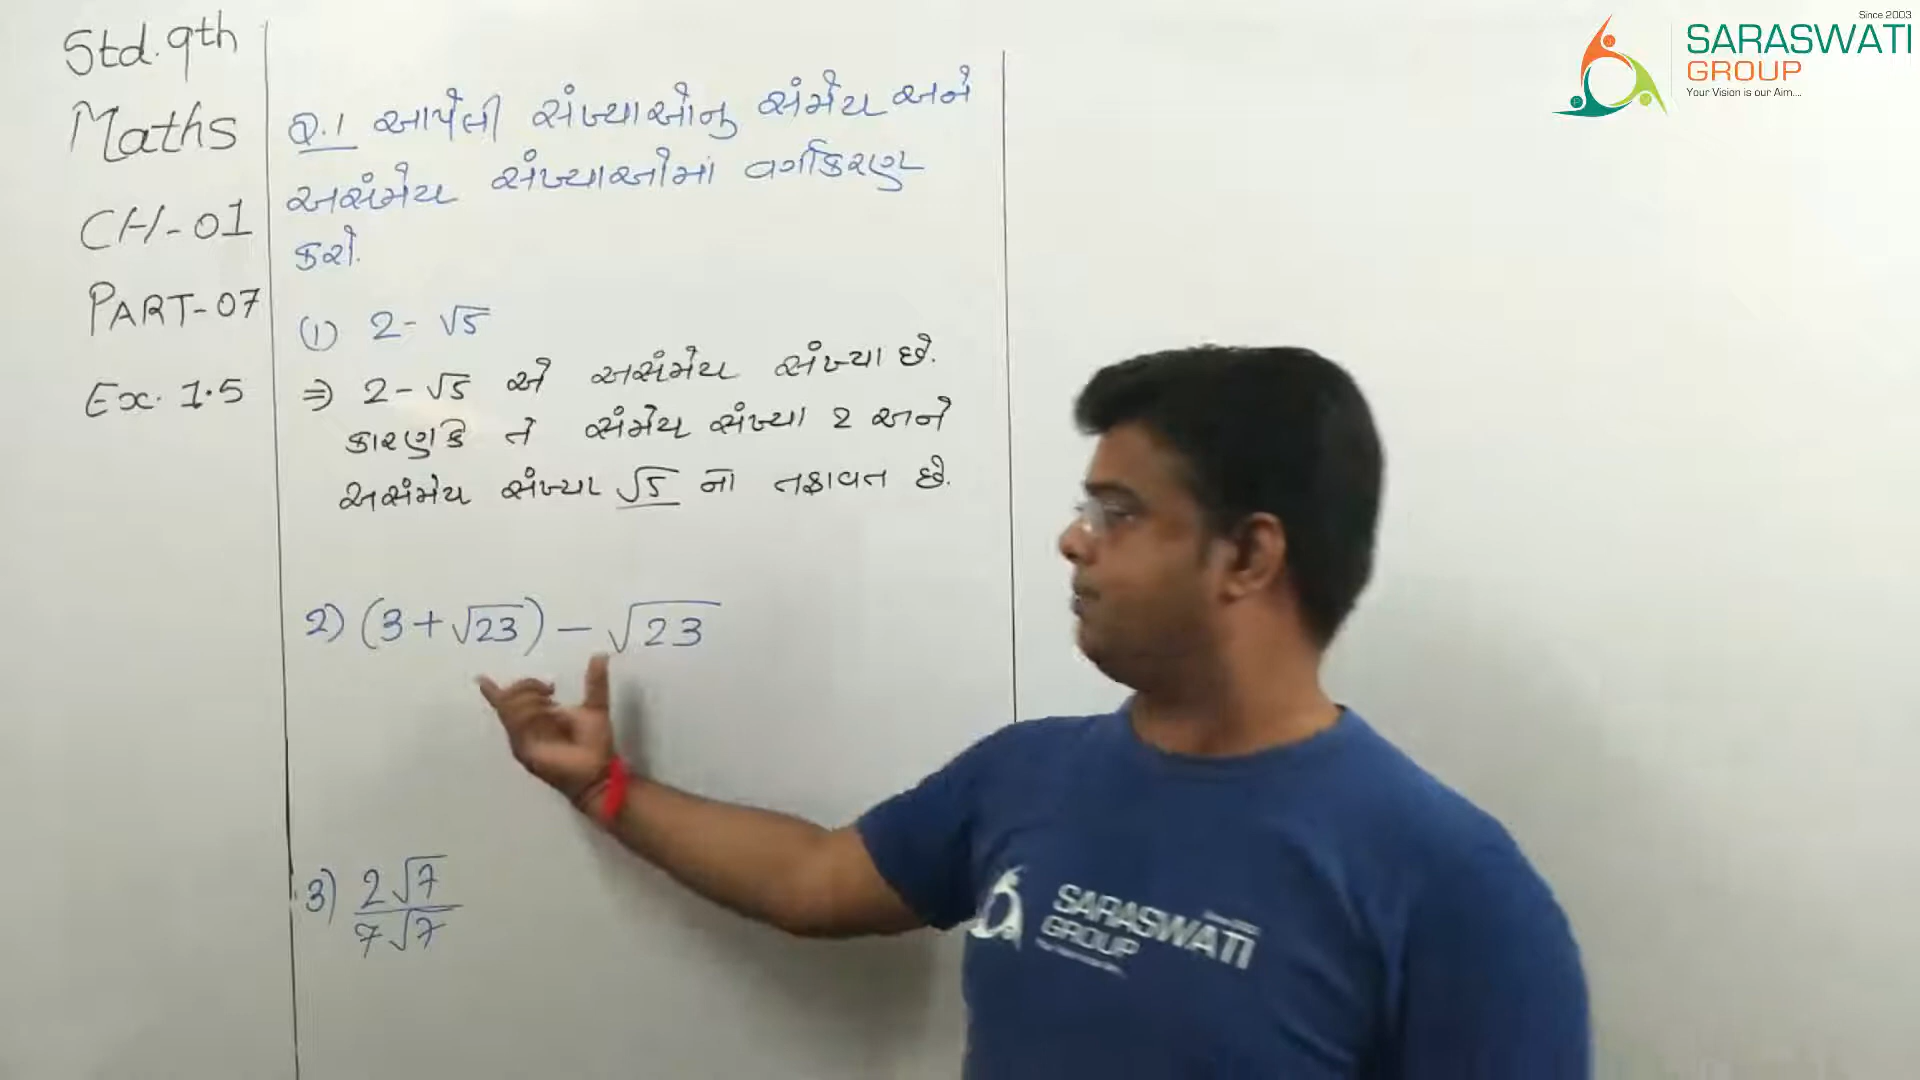 Std. 9th
Maths
CH-01
PART-07
Ex. 1.5
Q.1 આપેલી સંખ્યાઓનુ સંમેય અને
અસંમેય સંખ્યાઓમાં વર્ગીકરણ
કરો.
(1) 2 - √5
⇒ 2 - √5 એ અસંમેય સંખ્યા છે.
કારણકે તે સંમેય સંખ્યા 2 અને
અસંમેય સંખ્યા √5 નો તફાવત છે.
2) (3 + √23) - √23
3) 2√7
7√7
Since 2003
SARASWATI
GROUP
Your Vision is our Aim....
SARASWATI
GROUP